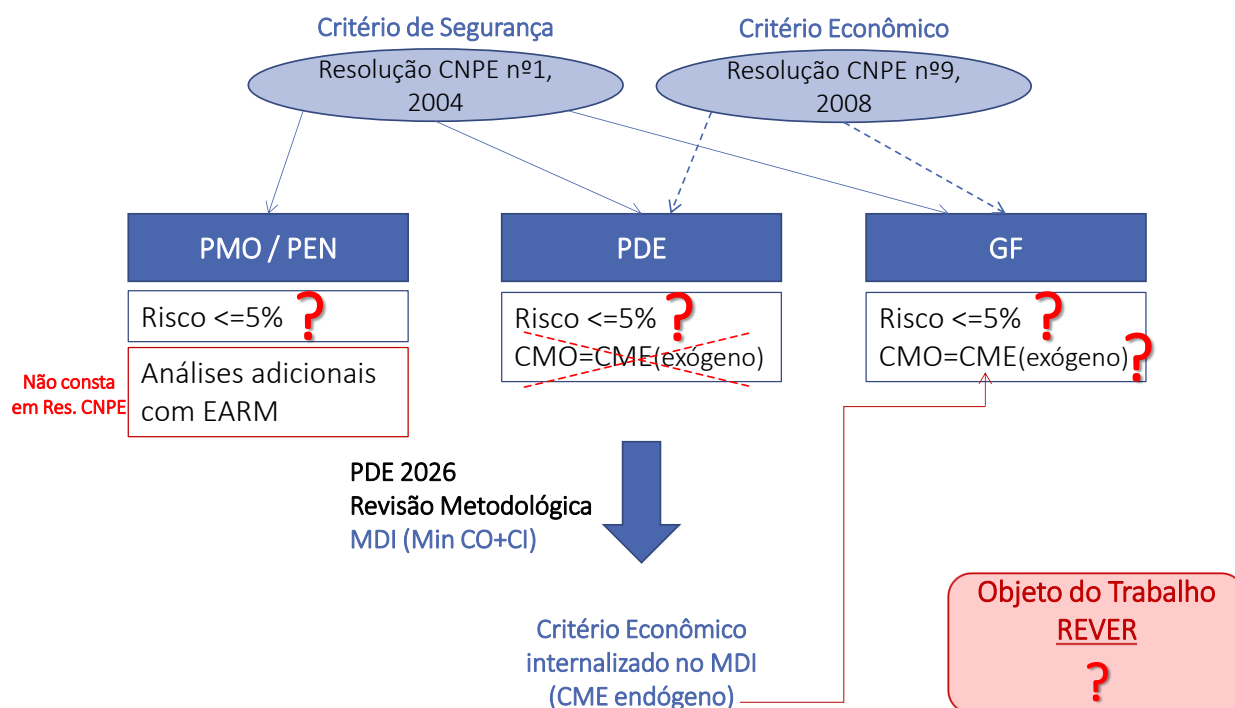 Critério de Segurança
Critério Econômico
Resolução CNPE nº1,
2004
Resolução CNPE nº9,
2008
PMO / PEN
PDE
GF
Risco <=5% ?
Risco <=5% ?
CMO=CME(exógeno)
Risco <=5% ?
CMO=CME(exógeno) ?
Não consta
em Res. CNPE
Análises adicionais
com EARM
PDE 2026
Revisão Metodológica
MDI (Min CO+CI)
Critério Econômico
internalizado no MDI
(CME endógeno)
Objeto do Trabalho
REVER
?